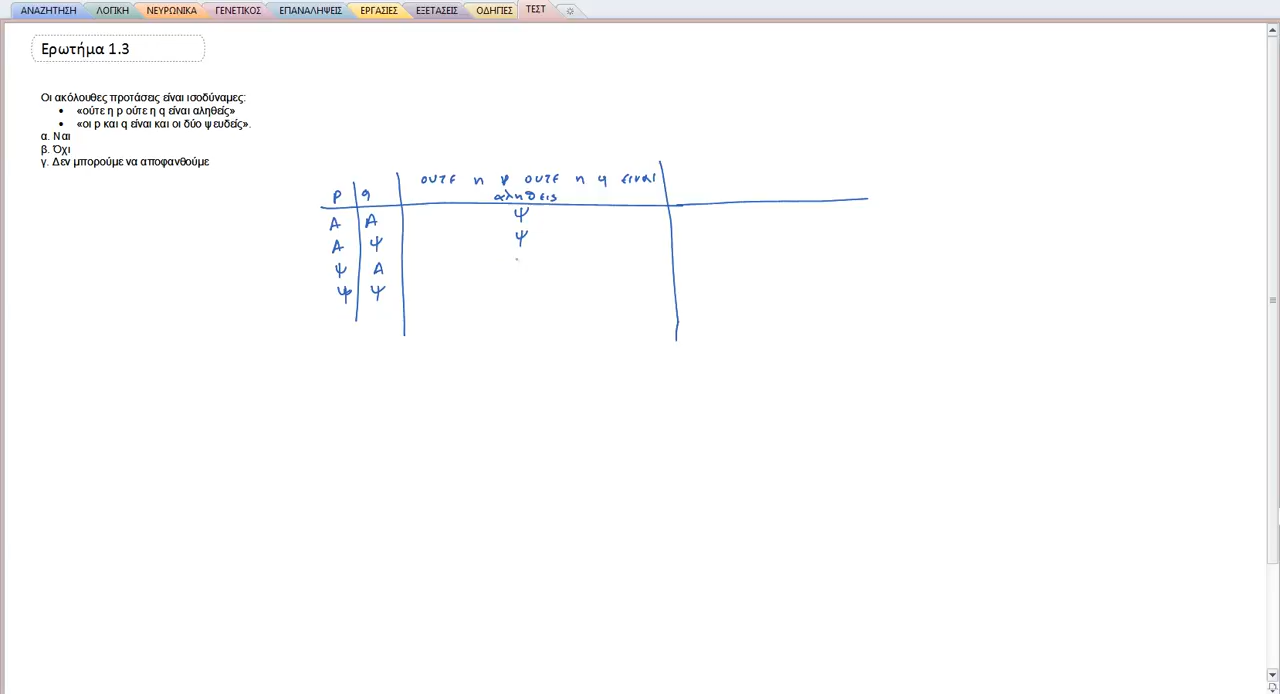 ΑΝΑΖΗΤΗΣΗ ΛΟΓΙΚΗ ΝΕΥΡΩΝΙΚΑ ΓΕΝΕΤΙΚΟΣ ΕΠΑΝΑΛΗΨΕΙΣ ΕΡΓΑΣΙΕΣ ΕΞΕΤΑΣΕΙΣ ΟΔΗΓΙΕΣ ΤΕΣΤ
Ερωτήμα 1.3
Οι ακόλουθες προτάσεις είναι ισοδύναμες:
• «ούτε η p ούτε η q είναι αληθείς»
• «οι p και q είναι και οι δύο ψευδείς».
α. Ναι
β. Όχι
γ. Δεν μπορούμε να αποφανθούμε
p q ουτε η p ουτε η q ειναι
αληθεις
Α Α Ψ
Α Ψ Ψ
Ψ Α
Ψ Ψ